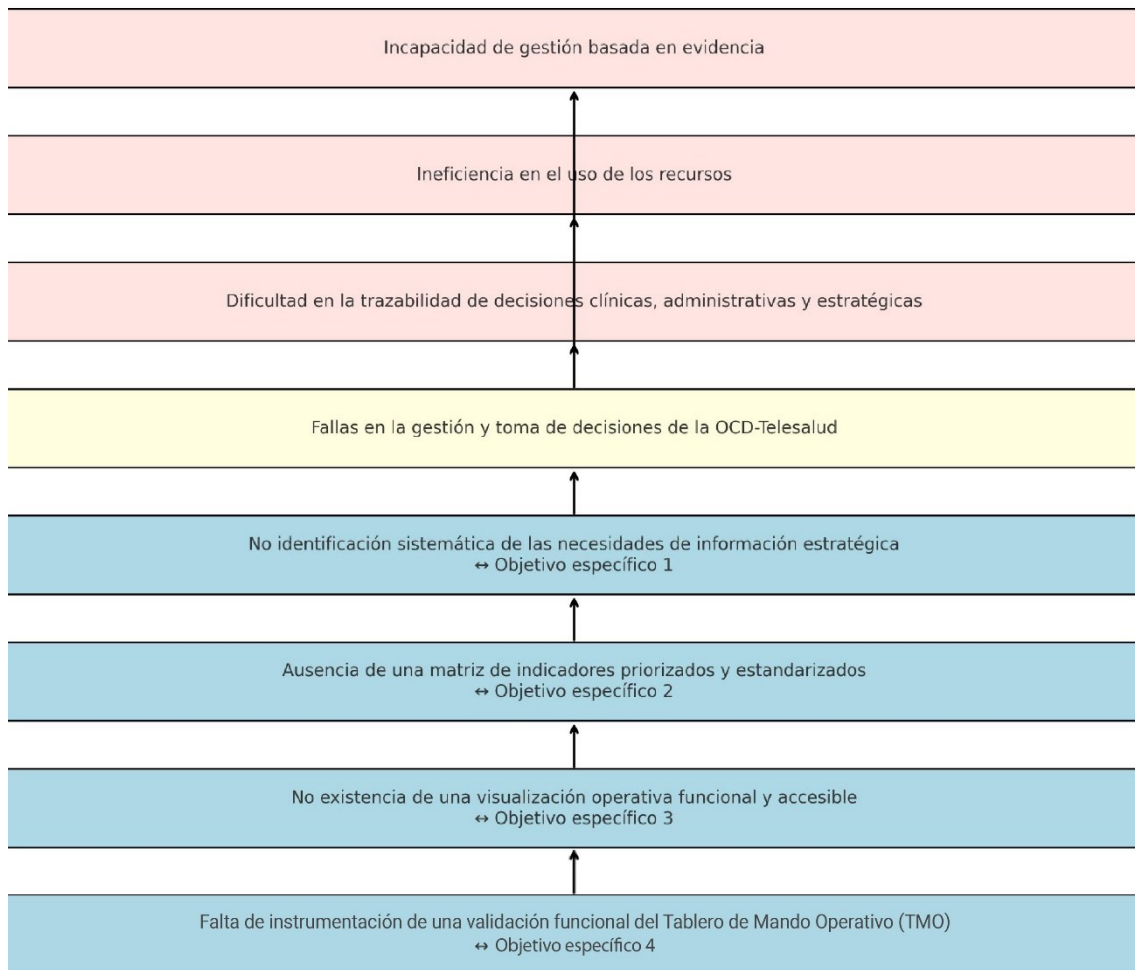 Incapacidad de gestión basada en evidencia
Ineficiencia en el uso de los recursos
Dificultad en la trazabilidad de decisiones clínicas, administrativas y estratégicas
Fallas en la gestión y toma de decisiones de la OCD-Telesalud
No identificación sistemática de las necesidades de información estratégica
↔ Objetivo específico 1
Ausencia de una matriz de indicadores priorizados y estandarizados
↔ Objetivo específico 2
No existencia de una visualización operativa funcional y accesible
↔ Objetivo específico 3
Falta de instrumentación de una validación funcional del Tablero de Mando Operativo (TMO)
↔ Objetivo específico 4